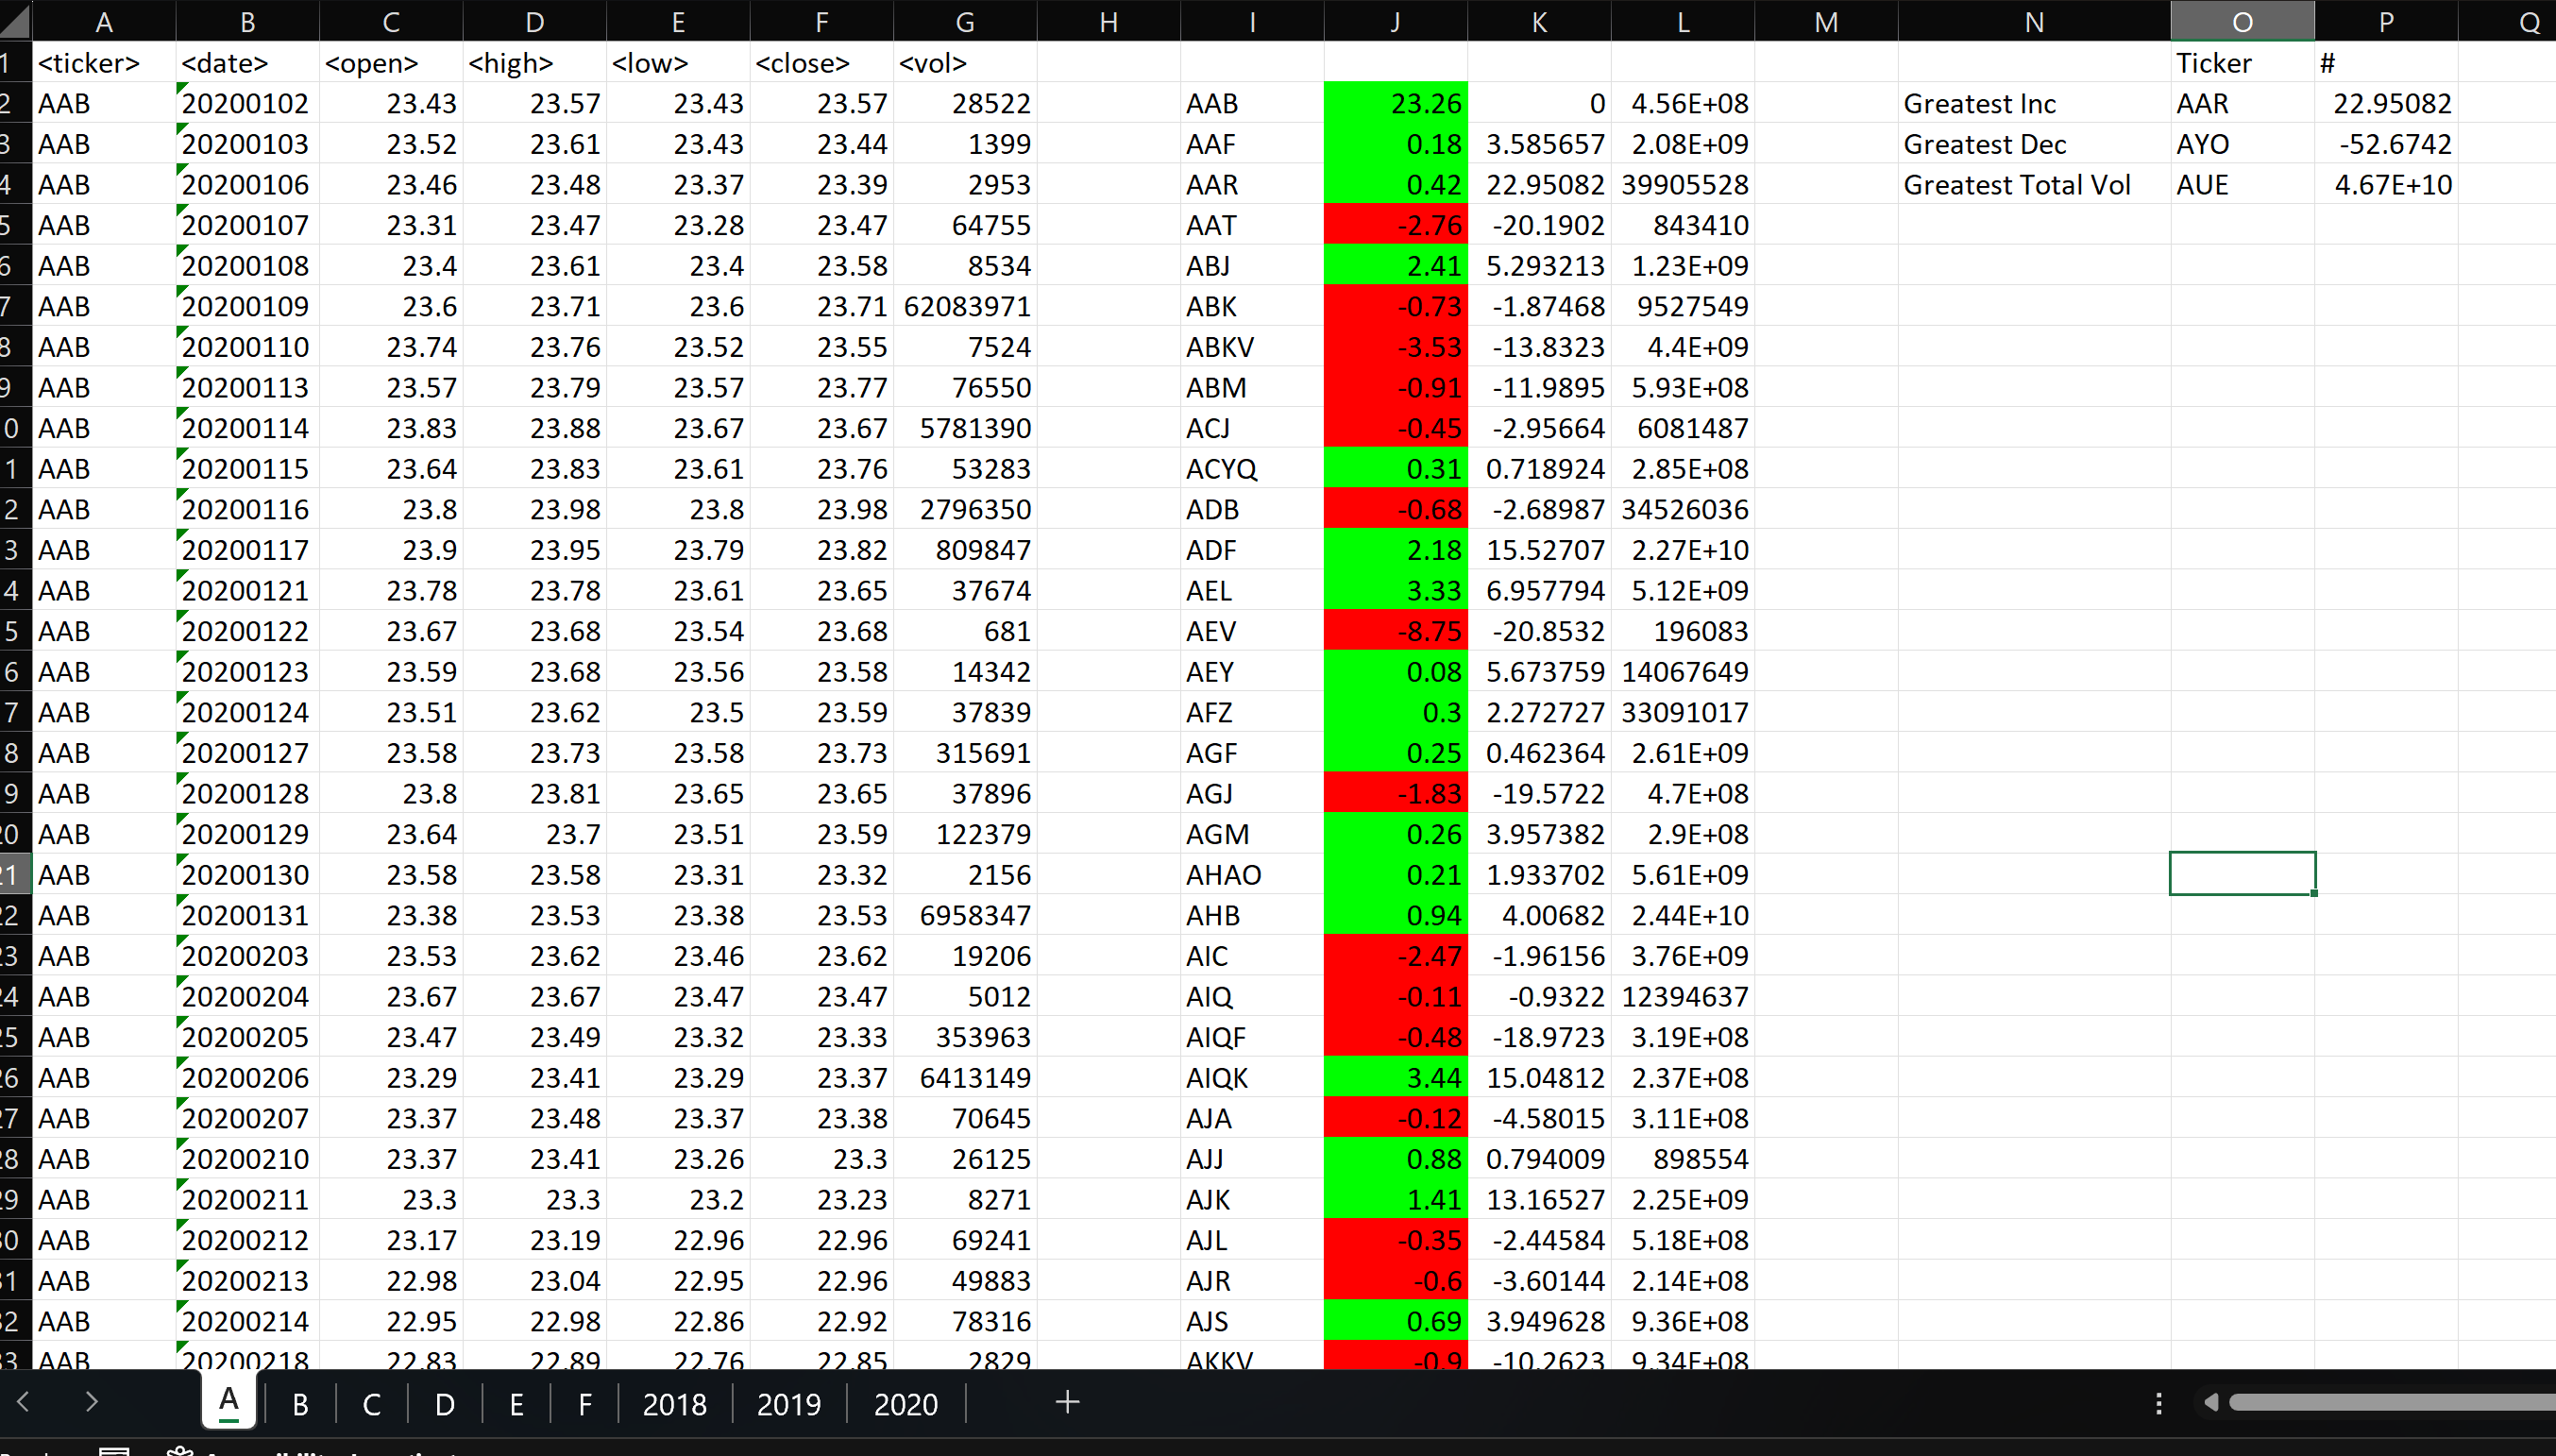 A B C D E F G H I J K L M N O P Q
1 <ticker> <date> <open> <high> <low> <close> <vol> Ticker #
2 AAB 20200102 23.43 23.57 23.43 23.57 28522 AAB 23.26 0 4.56E+08 Greatest Inc AAR 22.95082
3 AAB 20200103 23.52 23.61 23.43 23.44 1399 AAF 0.18 3.585657 2.08E+09 Greatest Dec AYO -52.6742
4 AAB 20200106 23.46 23.48 23.37 23.39 2953 AAR 0.42 22.95082 39905528 Greatest Total Vol AUE 4.67E+10
5 AAB 20200107 23.31 23.47 23.28 23.47 64755 AAT -2.76 -20.1902 843410
6 AAB 20200108 23.4 23.61 23.4 23.58 8534 ABJ 2.41 5.293213 1.23E+09
7 AAB 20200109 23.6 23.71 23.6 23.71 62083971 ABK -0.73 -1.87468 9527549
8 AAB 20200110 23.74 23.76 23.52 23.55 7524 ABKV -3.53 -13.8323 4.4E+09
9 AAB 20200113 23.57 23.79 23.57 23.77 76550 ABM -0.91 -11.9895 5.93E+08
0 AAB 20200114 23.83 23.88 23.67 23.67 5781390 ACJ -0.45 -2.95664 6081487
1 AAB 20200115 23.64 23.83 23.61 23.76 53283 ACYQ 0.31 0.718924 2.85E+08
2 AAB 20200116 23.8 23.98 23.8 23.98 2796350 ADB -0.68 -2.68987 34526036
3 AAB 20200117 23.9 23.95 23.79 23.82 809847 ADF 2.18 15.52707 2.27E+10
4 AAB 20200121 23.78 23.78 23.61 23.65 37674 AEL 3.33 6.957794 5.12E+09
5 AAB 20200122 23.67 23.68 23.54 23.68 681 AEV -8.75 -20.8532 196083
6 AAB 20200123 23.59 23.68 23.56 23.58 14342 AEY 0.08 5.673759 14067649
7 AAB 20200124 23.51 23.62 23.5 23.59 37839 AFZ 0.3 2.272727 33091017
8 AAB 20200127 23.58 23.73 23.58 23.73 315691 AGF 0.25 0.462364 2.61E+09
9 AAB 20200128 23.8 23.81 23.65 23.65 37896 AGJ -1.83 -19.5722 4.7E+08
20 AAB 20200129 23.64 23.7 23.51 23.59 122379 AGM 0.26 3.957382 2.9E+08
21 AAB 20200130 23.58 23.58 23.31 23.32 2156 AHAO 0.21 1.933702 5.61E+09
22 AAB 20200131 23.38 23.53 23.38 23.53 6958347 AHB 0.94 4.00682 2.44E+10
23 AAB 20200203 23.53 23.62 23.46 23.62 19206 AIC -2.47 -1.96156 3.76E+09
24 AAB 20200204 23.67 23.67 23.47 23.47 5012 AIQ -0.11 -0.9322 12394637
25 AAB 20200205 23.47 23.49 23.32 23.33 353963 AIQF -0.48 -18.9723 3.19E+08
26 AAB 20200206 23.29 23.41 23.29 23.37 6413149 AIQK 3.44 15.04812 2.37E+08
27 AAB 20200207 23.37 23.48 23.37 23.38 70645 AJA -0.12 -4.58015 3.11E+08
28 AAB 20200210 23.37 23.41 23.26 23.3 26125 AJJ 0.88 0.794009 898554
29 AAB 20200211 23.3 23.3 23.2 23.23 8271 AJK 1.41 13.16527 2.25E+09
30 AAB 20200212 23.17 23.19 22.96 22.96 69241 AJL -0.35 -2.44584 5.18E+08
31 AAB 20200213 22.98 23.04 22.95 22.96 49883 AJR -0.6 -3.60144 2.14E+08
32 AAB 20200214 22.95 22.98 22.86 22.92 78316 AJS 0.69 3.949628 9.36E+08
33 AAB 20200218 22.83 22.89 22.76 22.85 2829 AKKV -0.9 -10.2623 9.34E+08
A B C D E F 2018 2019 2020 +